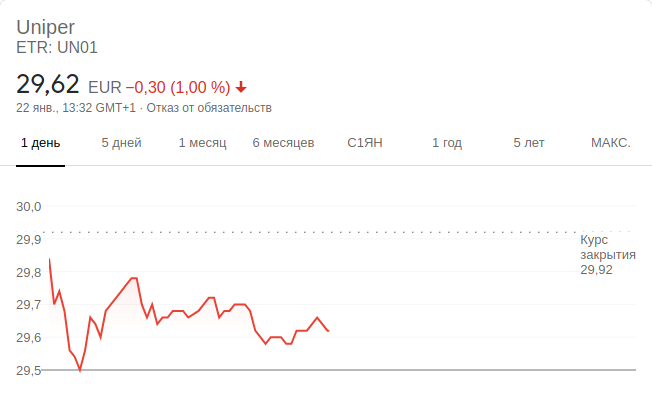 Uniper
ETR: UN01
29,62 EUR −0,30 (1,00 %)
22 янв., 13:32 GMT+1 · Отказ от обязательств
1 день 5 дней 1 месяц 6 месяцев С1ЯН 1 год 5 лет МАКС.
30,0
29,9
Курс
закрытия
29,92
29,8
29,7
29,6
29,5